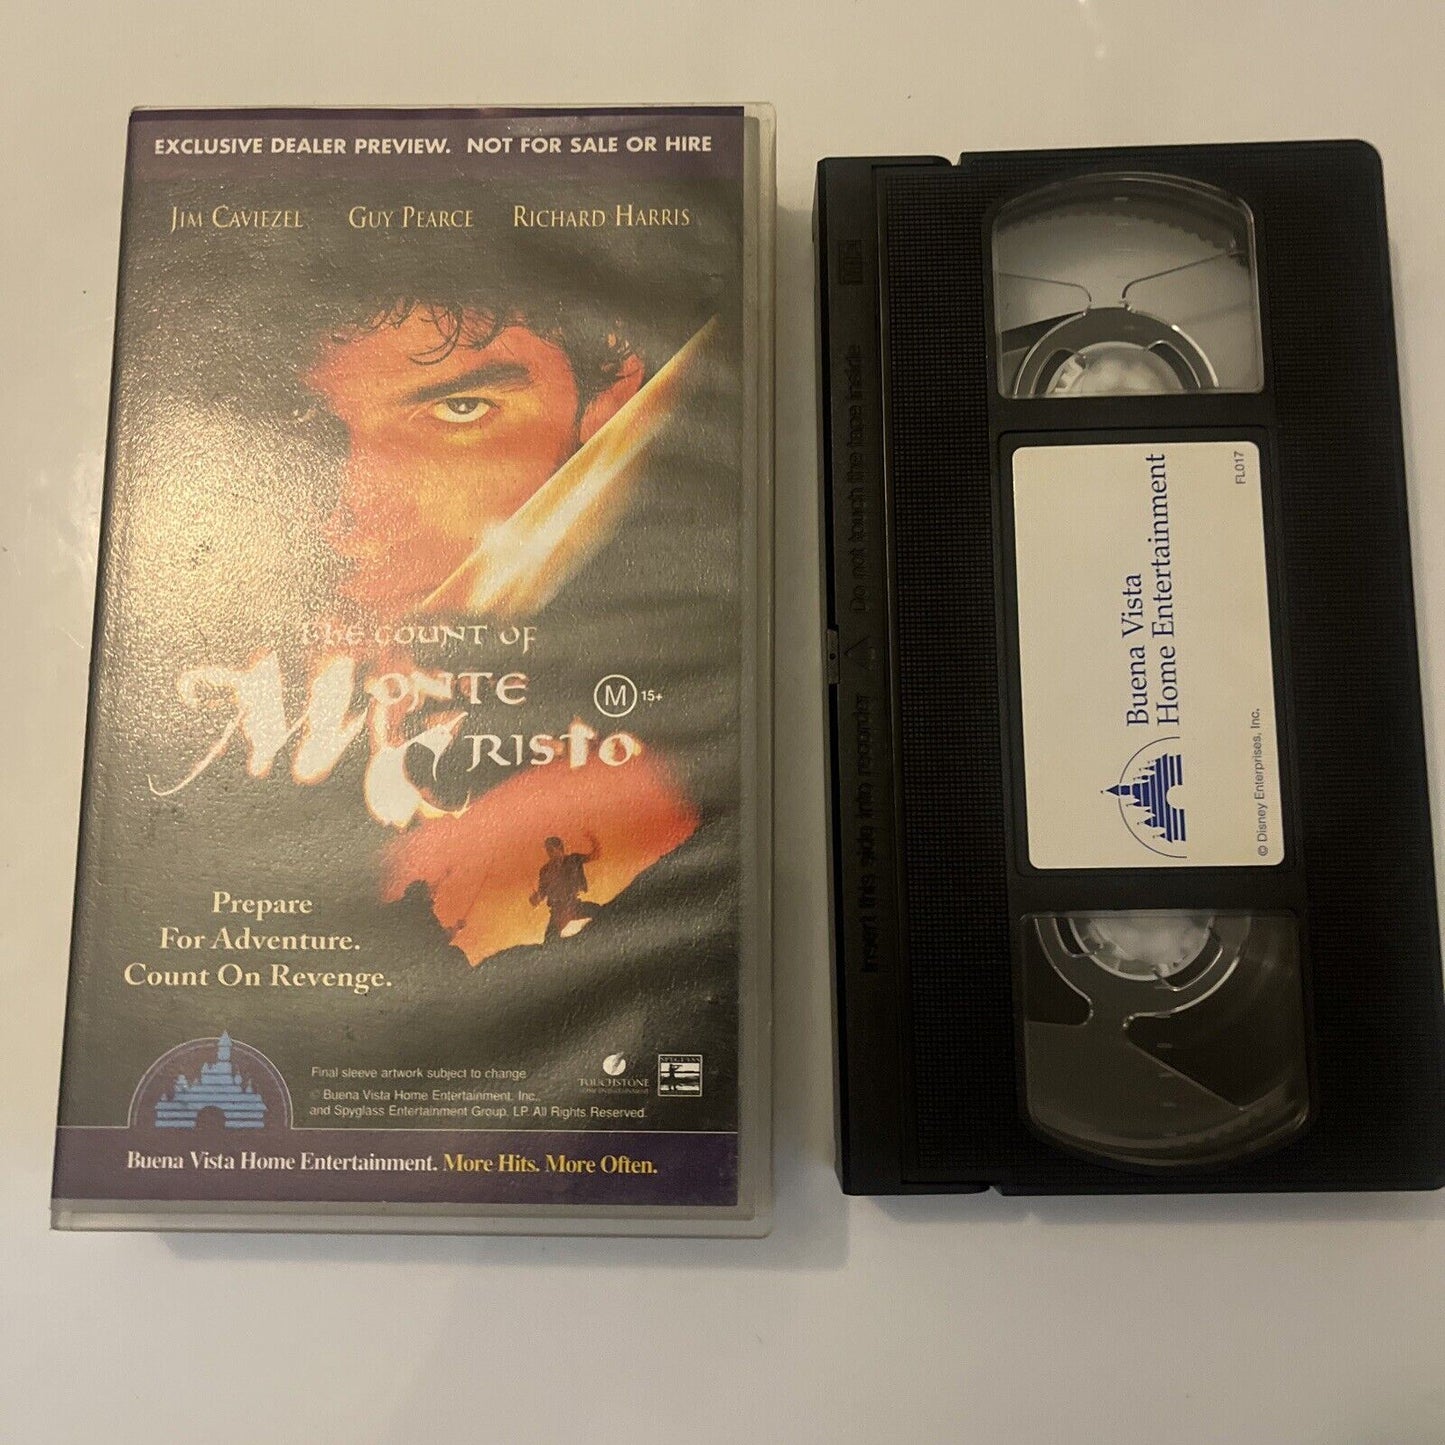 EXCLUSIVE DEALER PREVIEW. NOT FOR SALE OR HIRE
JIM CAVIEZEL GUY PEARCE RICHARD HARRIS
THE COUNT OF
MONTE
CRISTO
M 15+
Prepare
For Adventure.
Count On Revenge.
Final sleeve artwork subject to change
© Buena Vista Home Entertainment, Inc.,
and Spyglass Entertainment Group, LP. All Rights Reserved.
TOUCHSTONE
SPYGLASS
Buena Vista Home Entertainment. More Hits. More Often.
Insert this side into recorder Do not touch the tape inside
Buena Vista
Home Entertainment
FL017
© Disney Enterprises, Inc.